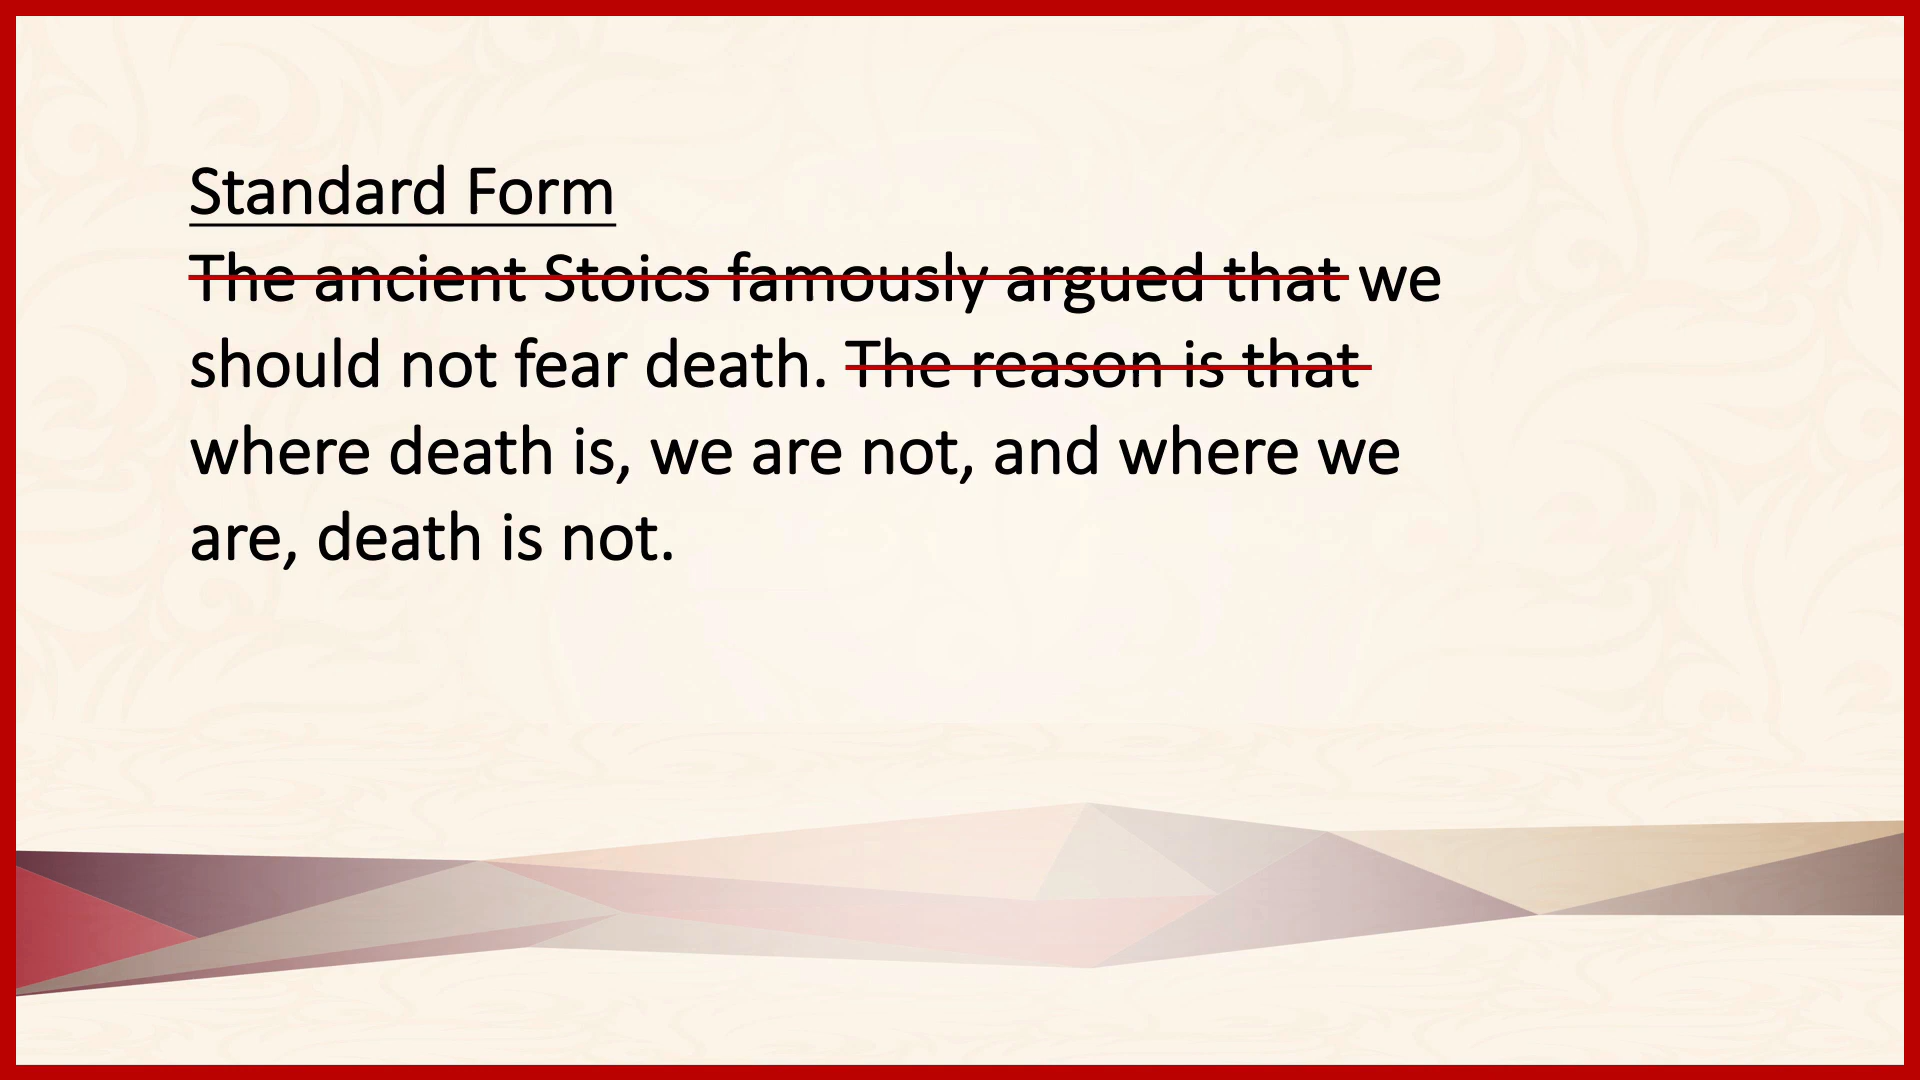 Standard Form
The ancient Stoics famously argued that we
should not fear death. The reason is that
where death is, we are not, and where we
are, death is not.